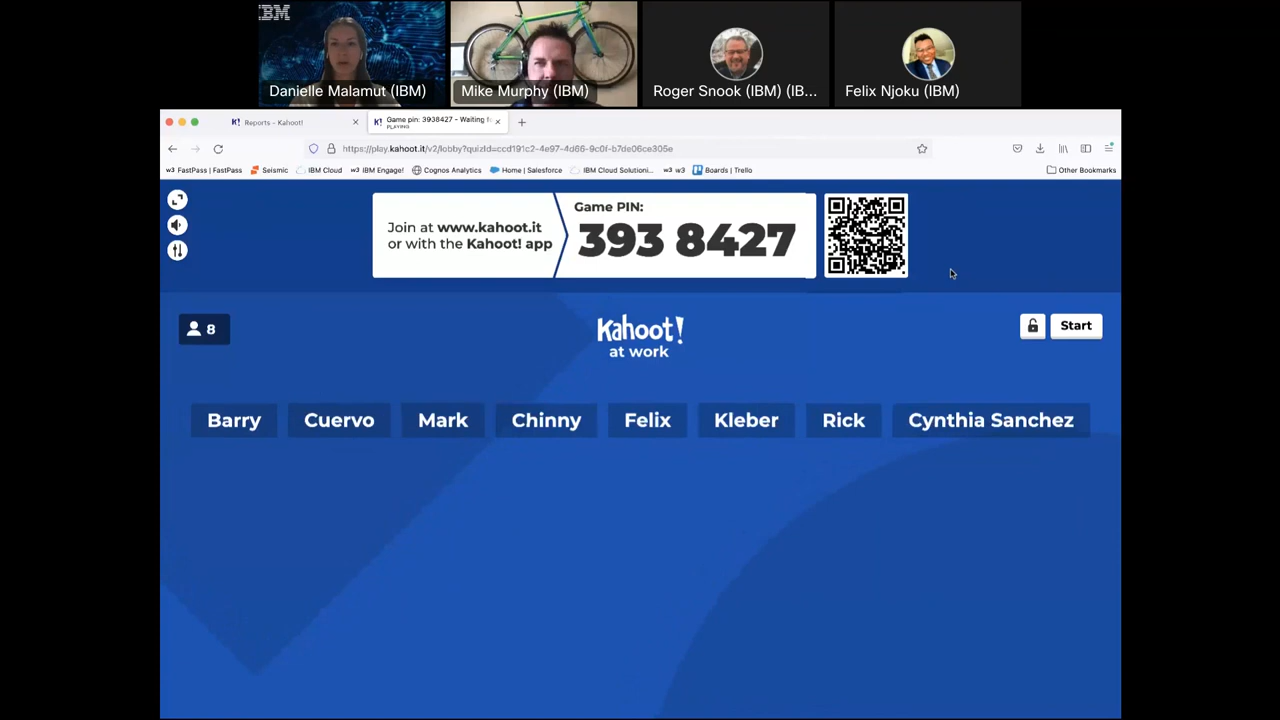 IBM
Danielle Malamut (IBM)
Mike Murphy (IBM)
Roger Snook (IBM) (IB...
Felix Njoku (IBM)
Reports - Kahoot!
Game pin: 3938427 - Waiting f
PLAYING
https://play.kahoot.it/v2/lobby?quizId=ccd191c2-4e97-4d66-9c0f-b7de06ce305e
w3 FastPass | FastPass
Seismic
IBM Cloud
w3 IBM Engage!
Cognos Analytics
Home | Salesforce
IBM Cloud Solutioni...
w3 w3
Boards | Trello
Other Bookmarks
Join at www.kahoot.it
or with the Kahoot! app
Game PIN:
393 8427
8
Kahoot!
at work
Start
Barry
Cuervo
Mark
Chinny
Felix
Kleber
Rick
Cynthia Sanchez